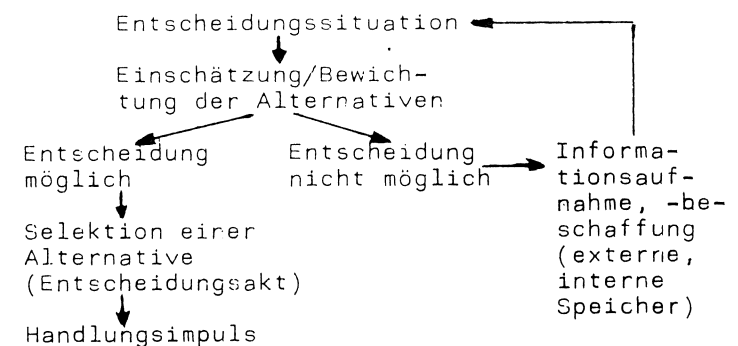 Entscheidungssituation
Einschätzung/Bewich-
tung der Alternativen
Entscheidung
möglich
Entscheidung
nicht möglich
Informa-
tionsauf-
nahme, -be-
schaffung
(externe,
interne
Speicher)
Selektion einer
Alternative
(Entscheidungsakt)
Handlungsimpuls